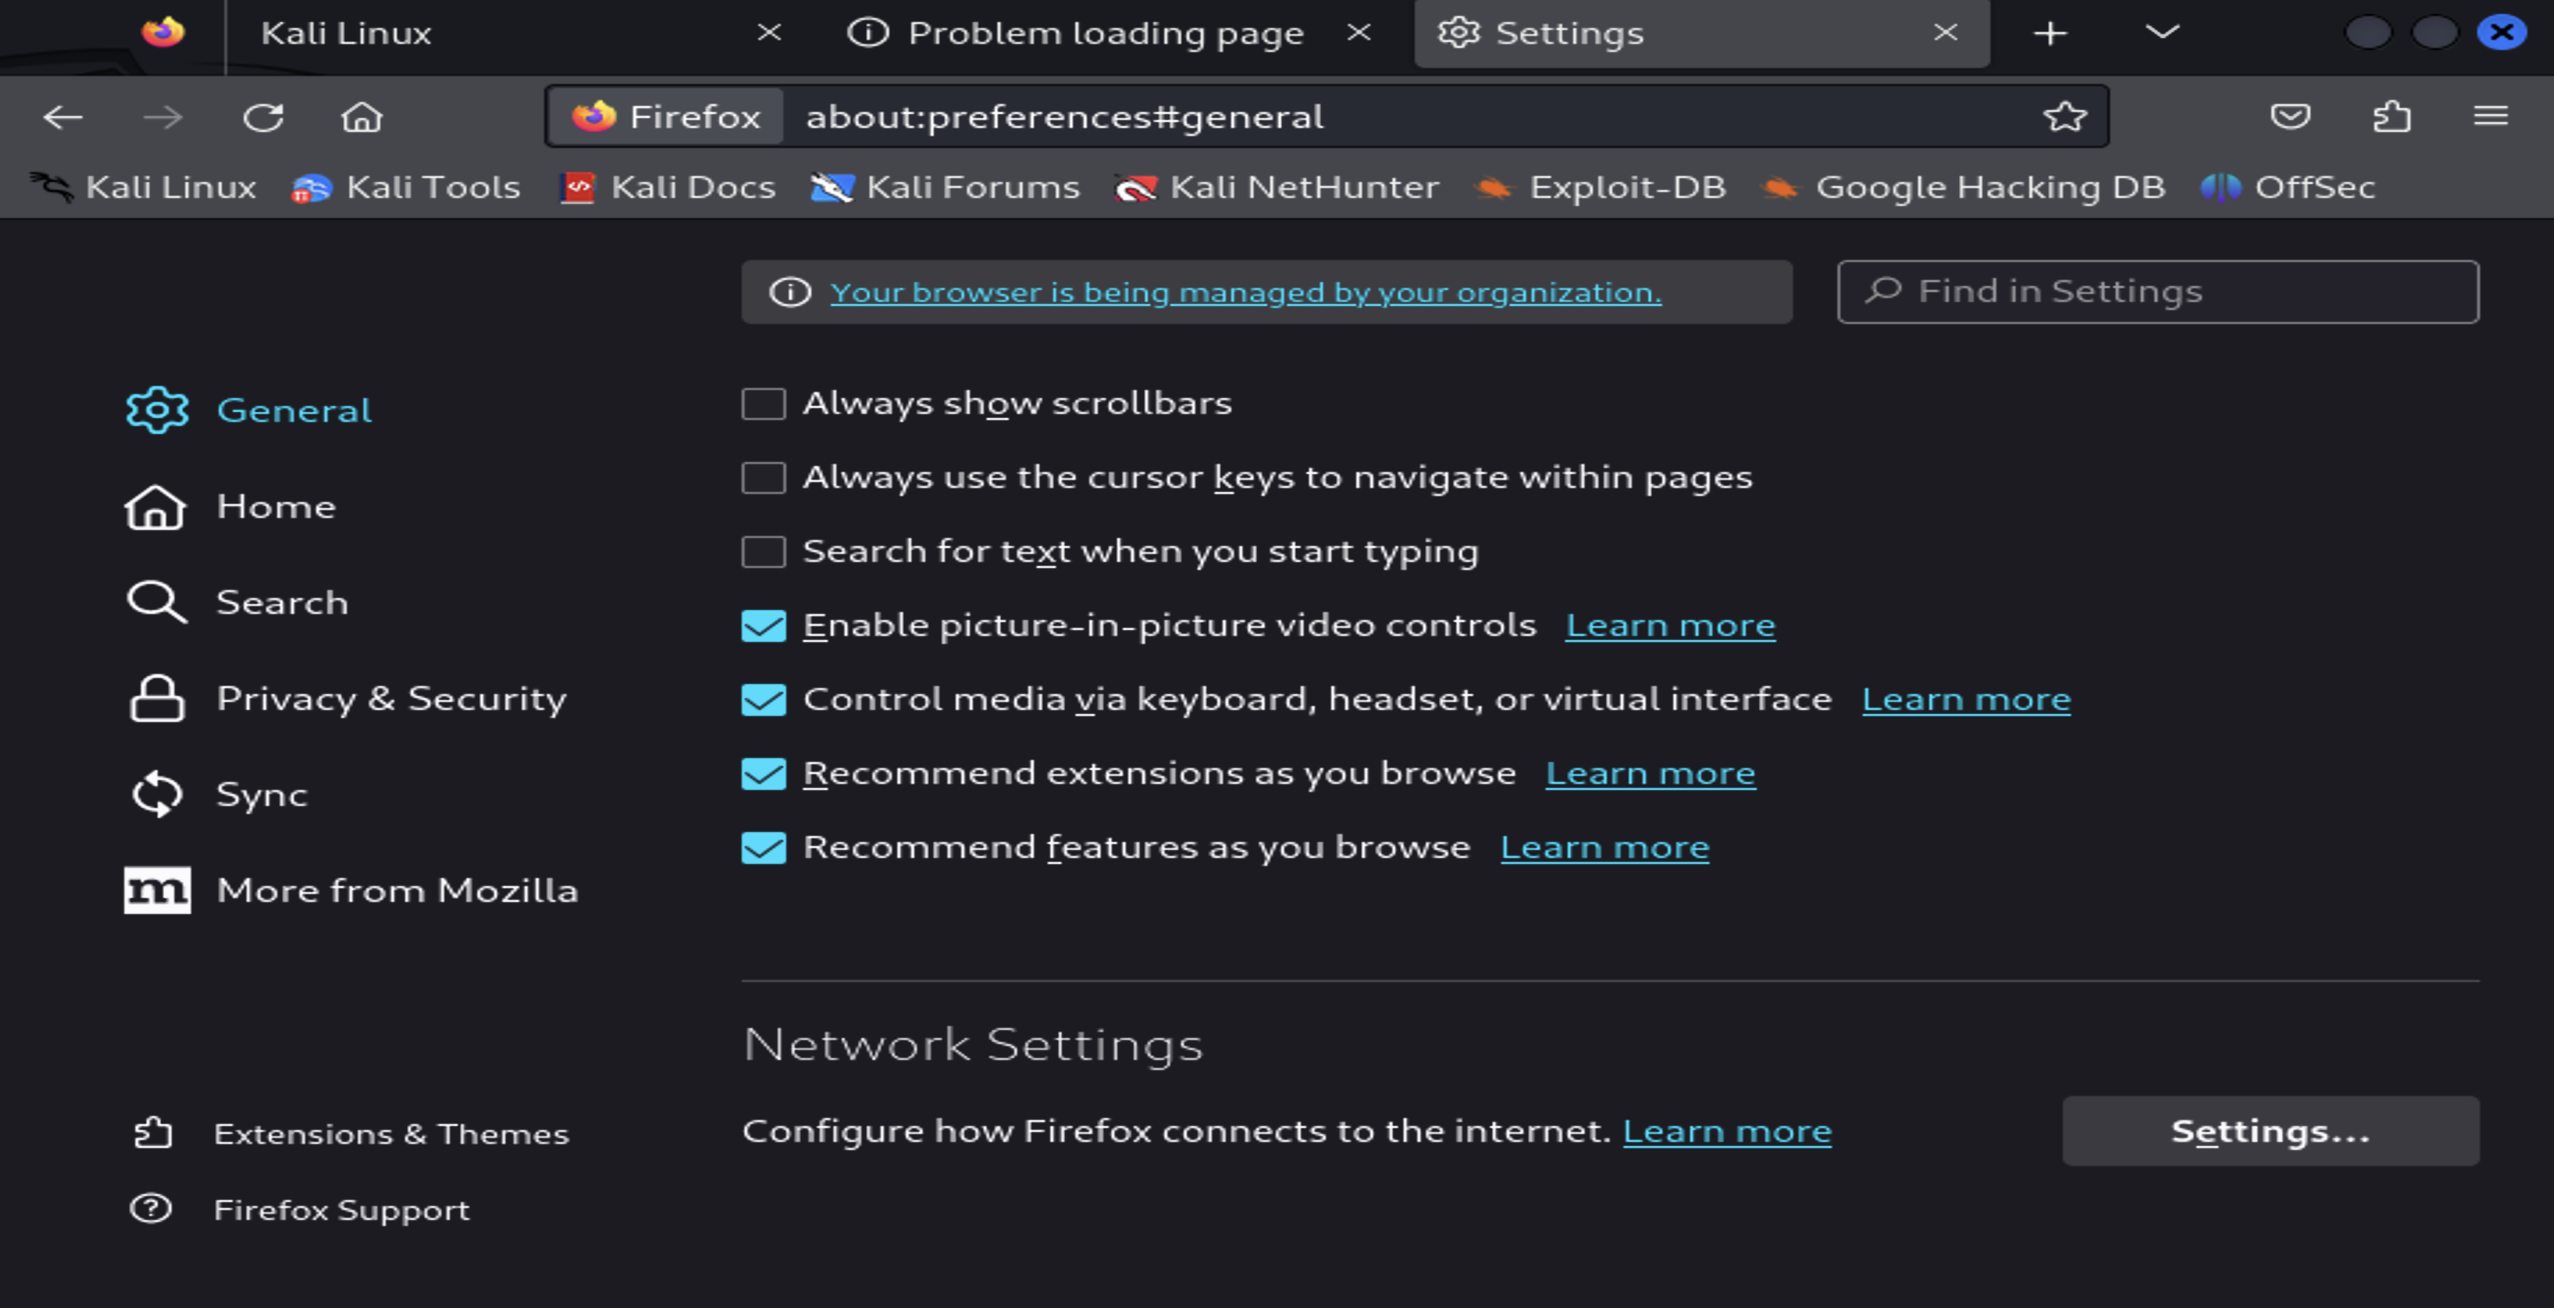 Kali Linux
Problem loading page
Settings
Firefox about:preferences#general
Kali Linux Kali Tools Kali Docs Kali Forums Kali NetHunter Exploit-DB Google Hacking DB OffSec
Your browser is being managed by your organization.
Find in Settings
General
Home
Search
Privacy & Security
Sync
More from Mozilla
Extensions & Themes
Firefox Support
Always show scrollbars
Always use the cursor keys to navigate within pages
Search for text when you start typing
Enable picture-in-picture video controls Learn more
Control media via keyboard, headset, or virtual interface Learn more
Recommend extensions as you browse Learn more
Recommend features as you browse Learn more
Network Settings
Configure how Firefox connects to the internet. Learn more
Settings...